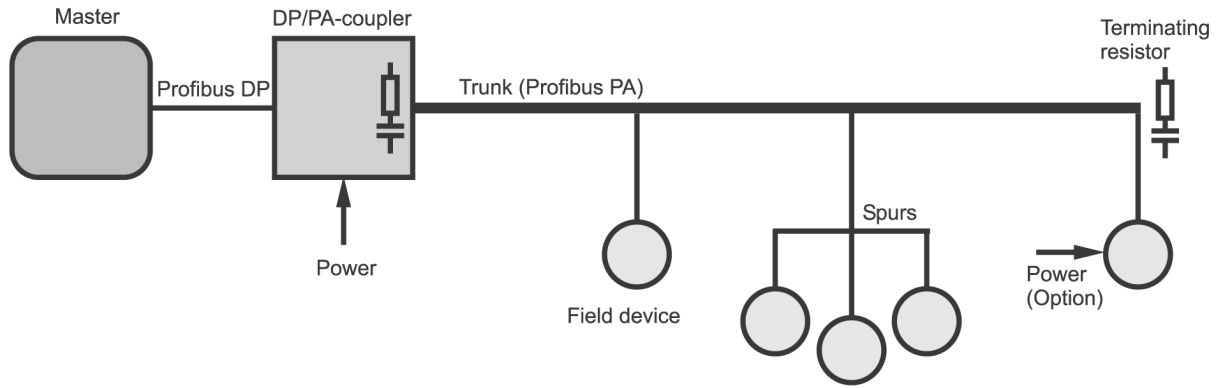 Master
DP/PA-coupler
Terminating
resistor
Profibus DP
Trunk (Profibus PA)
Spurs
Power
Power
(Option)
Field device